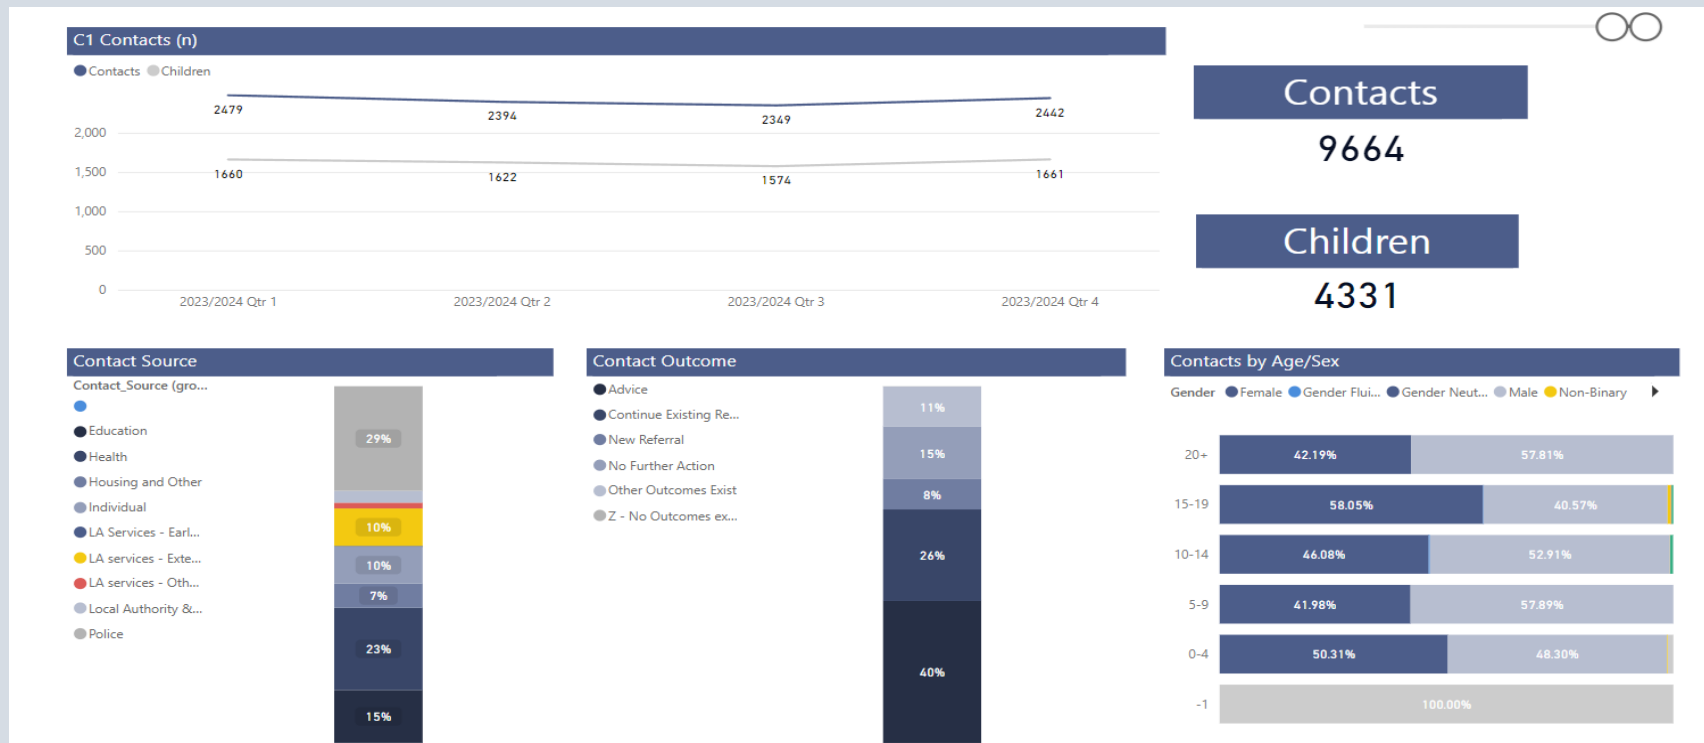 C1 Contacts (n)
Contacts Children
2479
2394
2349
2442
2,000
1,500
1660
1622
1574
1661
1,000
500
0
2023/2024 Qtr 1
2023/2024 Qtr 2
2023/2024 Qtr 3
2023/2024 Qtr 4
Contacts
9664
Children
4331
Contact Source
Contact_Source (gro...
Education
Health
Housing and Other
Individual
LA Services - Earl...
LA services - Exte...
LA services - Oth...
Local Authority &...
Police
29%
10%
10%
7%
23%
15%
Contact Outcome
Advice
Continue Existing Re...
New Referral
No Further Action
Other Outcomes Exist
Z - No Outcomes ex...
11%
15%
8%
26%
40%
Contacts by Age/Sex
Gender Female Gender Flui... Gender Neut... Male Non-Binary
20+ 42.19% 57.81%
15-19 58.05% 40.57%
10-14 46.08% 52.91%
5-9 41.98% 57.89%
0-4 50.31% 48.30%
-1 100.00%